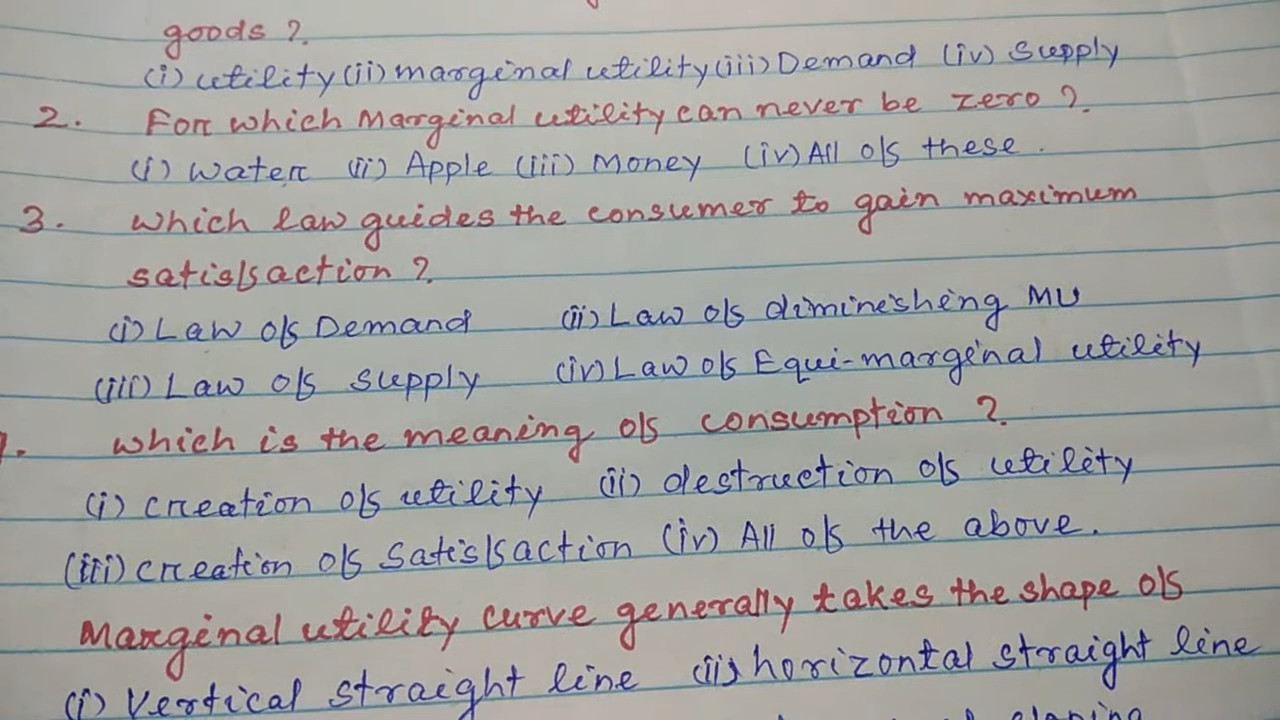 goods ?
(i) utility (ii) marginal utility (iii) Demand (iv) Supply
2. For which Marginal utility can never be zero ?
(i) Water (ii) Apple (iii) Money (iv) All of these.
3. which law guides the consumer to gain maximum
satisfaction ?
(i) Law of Demand (ii) Law of diminishing MU
(iii) Law of supply (iv) Law of Equi-marginal utility
which is the meaning of consumption ?
(i) creation of utility (ii) destruction of utility
(iii) creation of Satisfaction (iv) All of the above.
Marginal utility curve generally takes the shape of
(i) Vertical straight line (ii) horizontal straight line